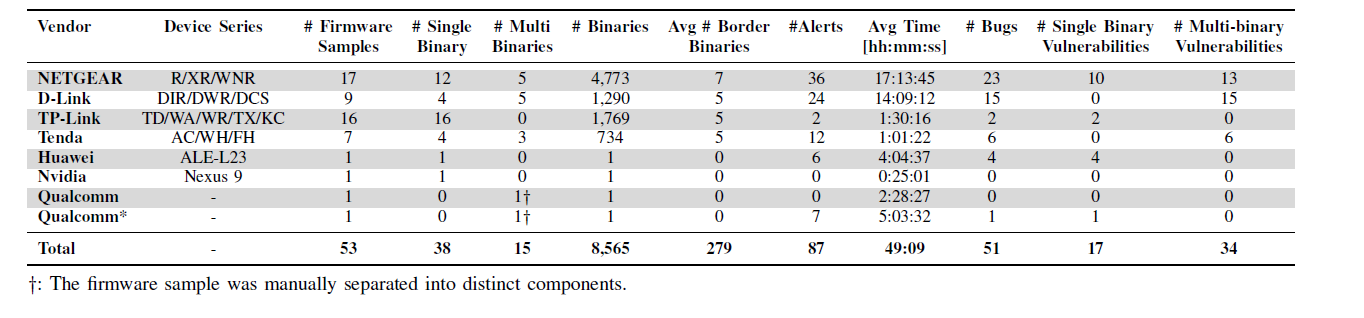 Vendor Device Series # Firmware Samples # Single Binary # Multi Binaries # Binaries Avg # Border Binaries #Alerts Avg Time [hh:mm:ss] # Bugs # Single Binary Vulnerabilities # Multi-binary Vulnerabilities
NETGEAR R/XR/WNR 17 12 5 4,773 7 36 17:13:45 23 10 13
D-Link DIR/DWR/DCS 9 4 5 1,290 5 24 14:09:12 15 0 15
TP-Link TD/WA/WR/TX/KC 16 16 0 1,769 5 2 1:30:16 2 2 0
Tenda AC/WH/FH 7 4 3 734 5 12 1:01:22 6 0 6
Huawei ALE-L23 1 1 0 1 0 6 4:04:37 4 4 0
Nvidia Nexus 9 1 1 0 1 0 0 0:25:01 0 0 0
Qualcomm - 1 0 1† 1 0 0 2:28:27 0 0 0
Qualcomm* - 1 0 1† 1 0 7 5:03:32 1 1 0
Total - 53 38 15 8,565 279 87 49:09 51 17 34
†: The firmware sample was manually separated into distinct components.